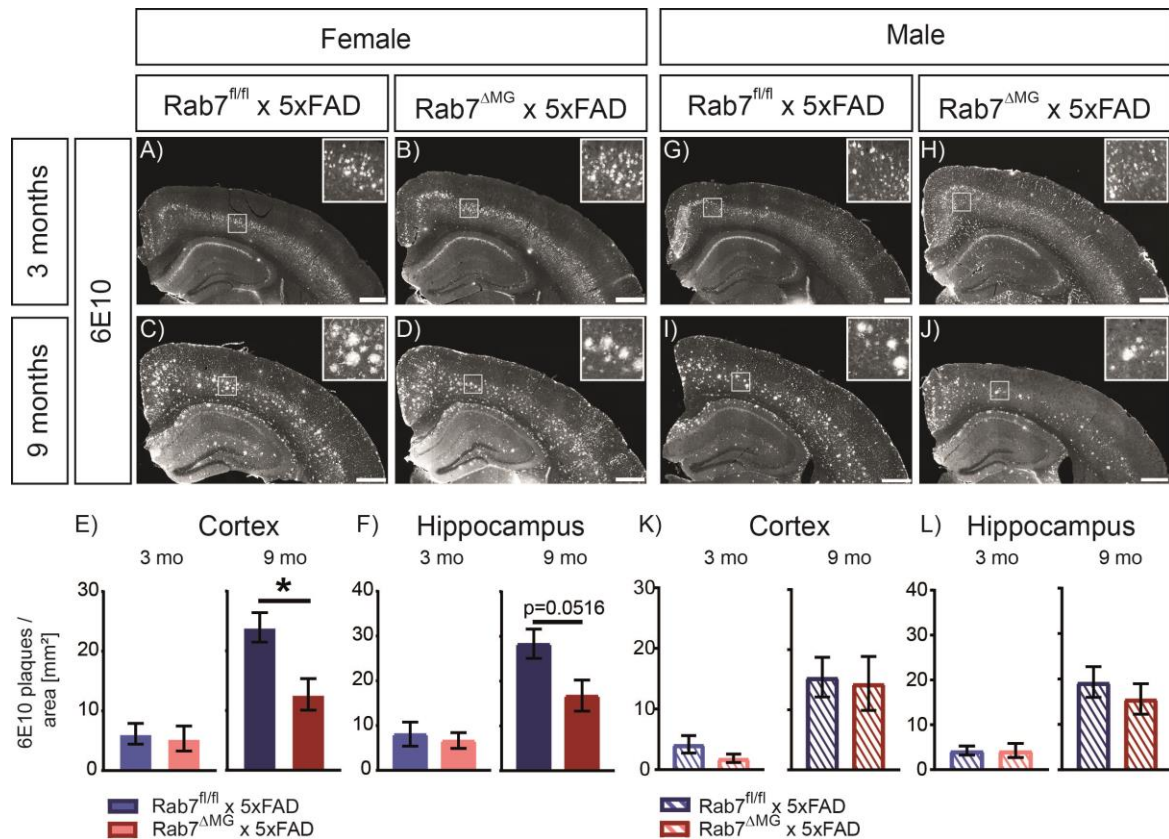 Female
Male
Rab7fl/fl x 5xFAD
Rab7ΔMG x 5xFAD
Rab7fl/fl x 5xFAD
Rab7ΔMG x 5xFAD
3 months
9 months
6E10
A)
B)
G)
H)
C)
D)
I)
J)
E)
Cortex
3 mo
9 mo
6E10 plaques /
area [mm²]
30
20
10
0
*
F)
Hippocampus
3 mo
9 mo
40
30
20
10
0
p=0.0516
K)
Cortex
3 mo
9 mo
30
20
10
0
L)
Hippocampus
3 mo
9 mo
40
30
20
10
0
Rab7fl/fl x 5xFAD
Rab7ΔMG x 5xFAD
Rab7fl/fl x 5xFAD
Rab7ΔMG x 5xFAD